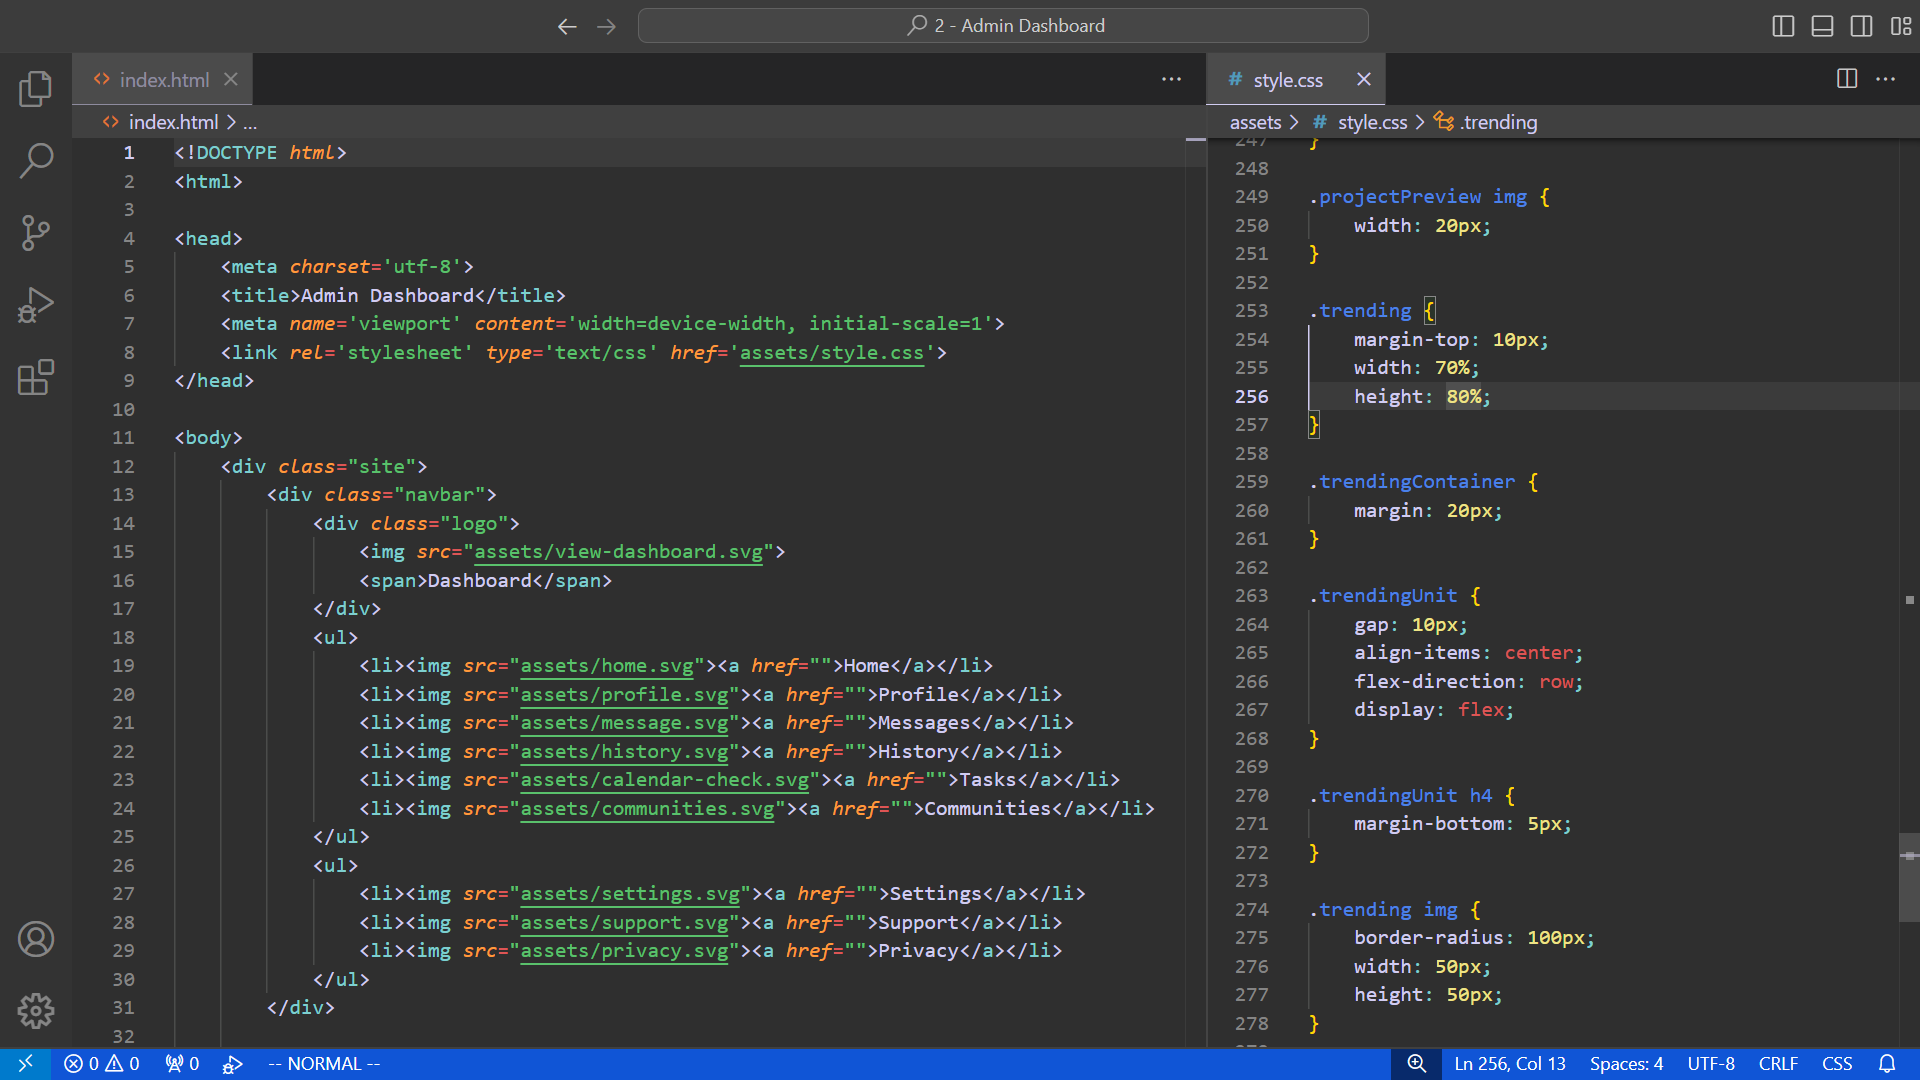 2 - Admin Dashboard
index.html
index.html > ...
1 <!DOCTYPE html>
2 <html>
3
4 <head>
5 <meta charset='utf-8'>
6 <title>Admin Dashboard</title>
7 <meta name='viewport' content='width=device-width, initial-scale=1'>
8 <link rel='stylesheet' type='text/css' href='assets/style.css'>
9 </head>
10
11 <body>
12 <div class="site">
13 <div class="navbar">
14 <div class="logo">
15 <img src="assets/view-dashboard.svg">
16 <span>Dashboard</span>
17 </div>
18 <ul>
19 <li><img src="assets/home.svg"><a href="">Home</a></li>
20 <li><img src="assets/profile.svg"><a href="">Profile</a></li>
21 <li><img src="assets/message.svg"><a href="">Messages</a></li>
22 <li><img src="assets/history.svg"><a href="">History</a></li>
23 <li><img src="assets/calendar-check.svg"><a href="">Tasks</a></li>
24 <li><img src="assets/communities.svg"><a href="">Communities</a></li>
25 </ul>
26 <ul>
27 <li><img src="assets/settings.svg"><a href="">Settings</a></li>
28 <li><img src="assets/support.svg"><a href="">Support</a></li>
29 <li><img src="assets/privacy.svg"><a href="">Privacy</a></li>
30 </ul>
31 </div>
32
# style.css
assets > # style.css > .trending
247 }
248
249 .projectPreview img {
250 width: 20px;
251 }
252
253 .trending {
254 margin-top: 10px;
255 width: 70%;
256 height: 80%;
257 }
258
259 .trendingContainer {
260 margin: 20px;
261 }
262
263 .trendingUnit {
264 gap: 10px;
265 align-items: center;
266 flex-direction: row;
267 display: flex;
268 }
269
270 .trendingUnit h4 {
271 margin-bottom: 5px;
272 }
273
274 .trending img {
275 border-radius: 100px;
276 width: 50px;
277 height: 50px;
278 }
0 0 0 -- NORMAL -- Ln 256, Col 13 Spaces: 4 UTF-8 CRLF CSS